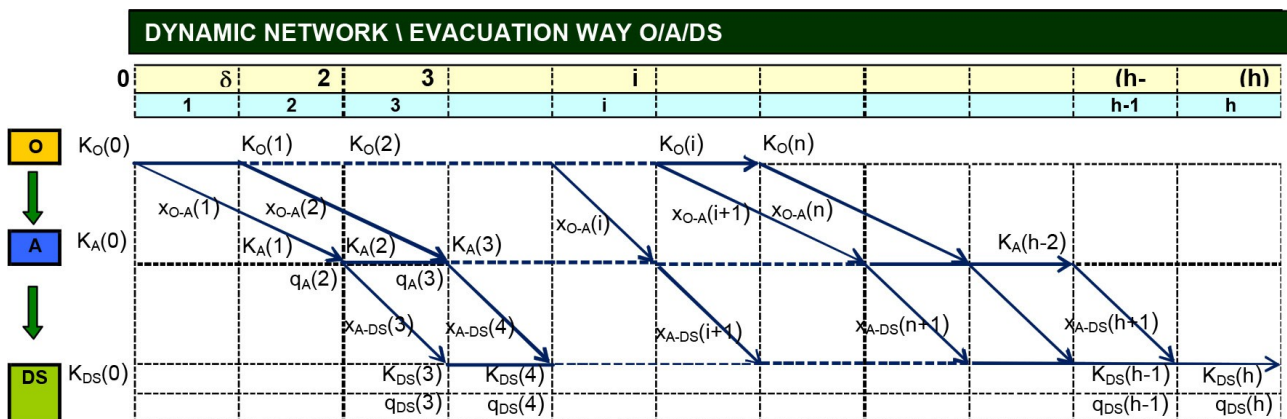 DYNAMIC NETWORK \ EVACUATION WAY O/A/DS
0 δ 2 3 i (h- (h)
1 2 3 i h-1 h
O K_O(0) K_O(1) K_O(2) K_O(i) K_O(n)
x_O-A(1) x_O-A(2) x_O-A(i) x_O-A(i+1) x_O-A(n)
A K_A(0) K_A(1) K_A(2) K_A(3) K_A(h-2)
q_A(2) q_A(3)
x_A-DS(3) x_A-DS(4) x_A-DS(i+1) x_A-DS(n+1) x_A-DS(h+1)
DS K_DS(0) K_DS(3) K_DS(4) K_DS(h-1) K_DS(h)
q_DS(3) q_DS(4) q_DS(h-1) q_DS(h)